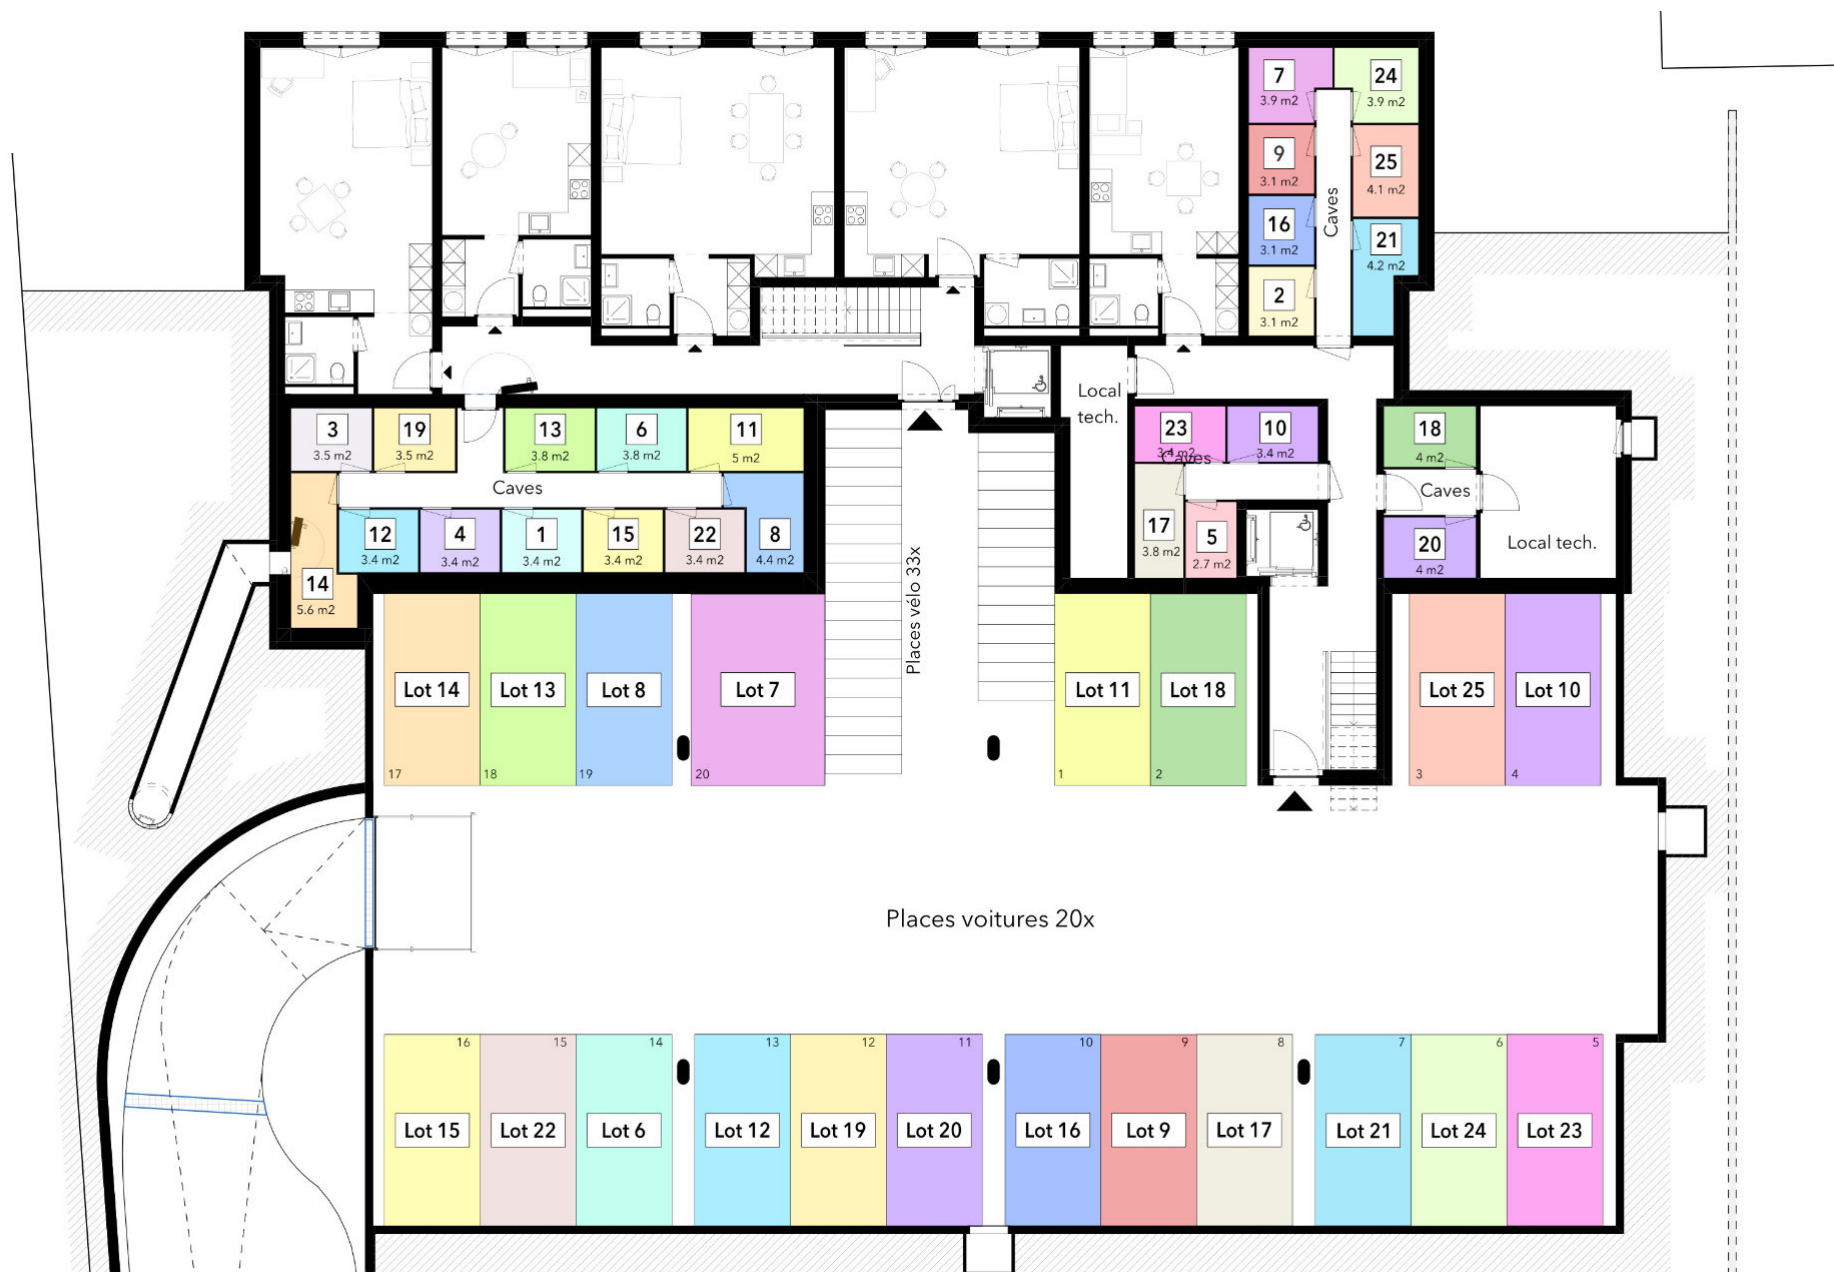 7
3.9 m2
24
3.9 m2
9
3.1 m2
25
4.1 m2
16
3.1 m2
21
4.2 m2
2
3.1 m2
Caves
Local
tech.
3
3.5 m2
19
3.5 m2
13
3.8 m2
6
3.8 m2
11
5 m2
Caves
12
3.4 m2
4
3.4 m2
1
3.4 m2
15
3.4 m2
22
3.4 m2
8
4.4 m2
14
5.6 m2
23
3.4 m2
Caves
10
3.4 m2
17
3.8 m2
5
2.7 m2
18
4 m2
Caves
20
4 m2
Local tech.
Places vélo 33x
Lot 14
17
Lot 13
18
Lot 8
19
Lot 7
20
Lot 11
1
Lot 18
2
Lot 25
3
Lot 10
4
Places voitures 20x
16
Lot 15
15
Lot 22
14
Lot 6
13
Lot 12
12
Lot 19
11
Lot 20
10
Lot 16
9
Lot 9
8
Lot 17
7
Lot 21
6
Lot 24
5
Lot 23